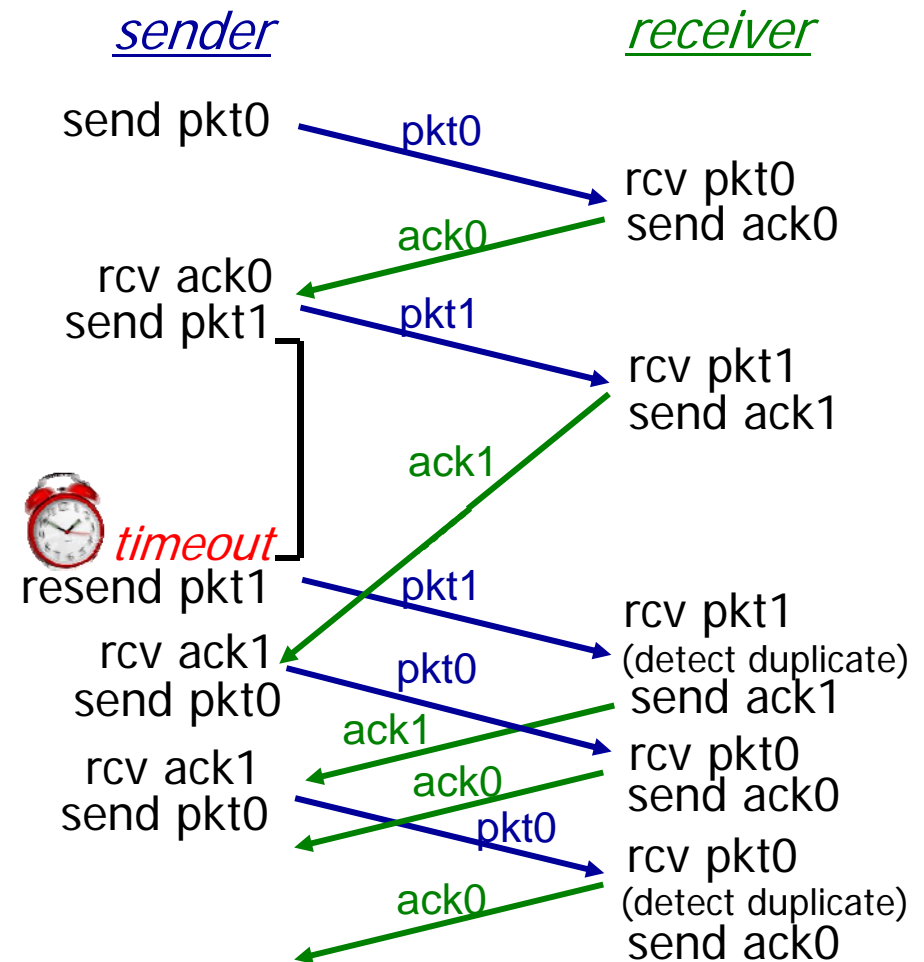 sender
receiver
send pkt0
pkt0
rcv pkt0
send ack0
ack0
rcv ack0
send pkt1
pkt1
rcv pkt1
send ack1
ack1
timeout
resend pkt1
pkt1
rcv pkt1
(detect duplicate)
send ack1
rcv ack1
send pkt0
pkt0
ack1
rcv pkt0
send ack0
rcv ack1
send pkt0
ack0
pkt0
rcv pkt0
(detect duplicate)
send ack0
ack0